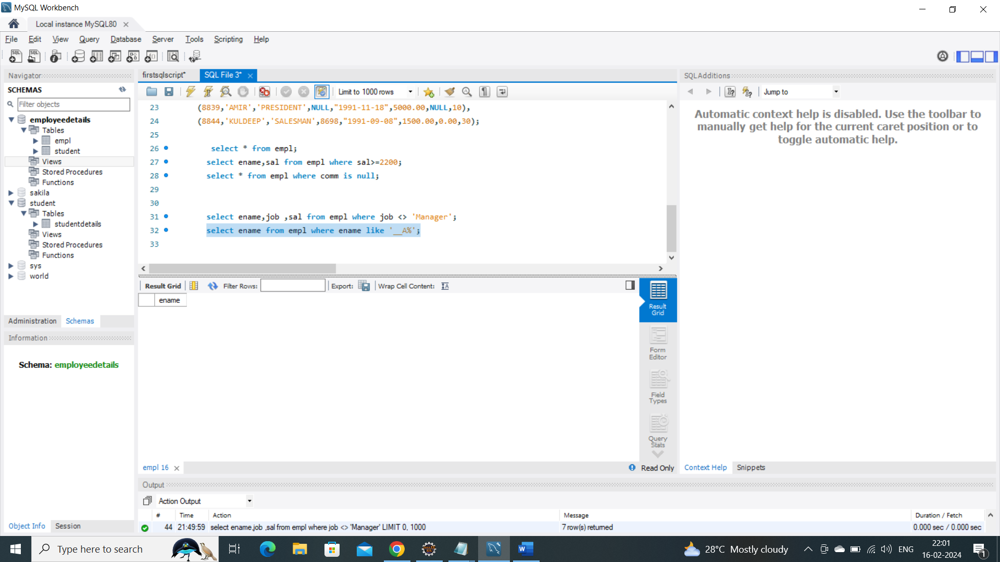 MySQL Workbench
Local instance MySQL80
File Edit View Query Database Server Tools Scripting Help
Navigator
SCHEMAS
Filter objects
employeedetails
Tables
empl
student
Views
Stored Procedures
Functions
sakila
student
Tables
studentdetails
Views
Stored Procedures
Functions
sys
world
Administration Schemas
Information
Schema: employeedetails
Object Info Session
firstsqlscript* SQL File 3*
Limit to 1000 rows
23 (8839,'AMIR','PRESIDENT',NULL,"1991-11-18",5000.00,NULL,10),
24 (8844,'KULDEEP','SALESMAN',8698,"1991-09-08",1500.00,0.00,30);
25
26 select * from empl;
27 select ename,sal from empl where sal>=2200;
28 select * from empl where comm is null;
29
30
31 select ename,job ,sal from empl where job <> 'Manager';
32 select ename from empl where ename like '__A%';
33
Result Grid Filter Rows: Export: Wrap Cell Content:
ename
Result Grid
Form Editor
Field Types
Query Stats
empl 16
Read Only
SQLAdditions
Jump to
Automatic context help is disabled. Use the toolbar to
manually get help for the current caret position or to
toggle automatic help.
Context Help Snippets
Output
Action Output
# Time Action Message Duration / Fetch
44 21:49:59 select ename,job ,sal from empl where job <> 'Manager' LIMIT 0, 1000 7 row(s) returned 0.000 sec / 0.000 sec
Type here to search
28°C Mostly cloudy
ENG
22:01
16-02-2024
1